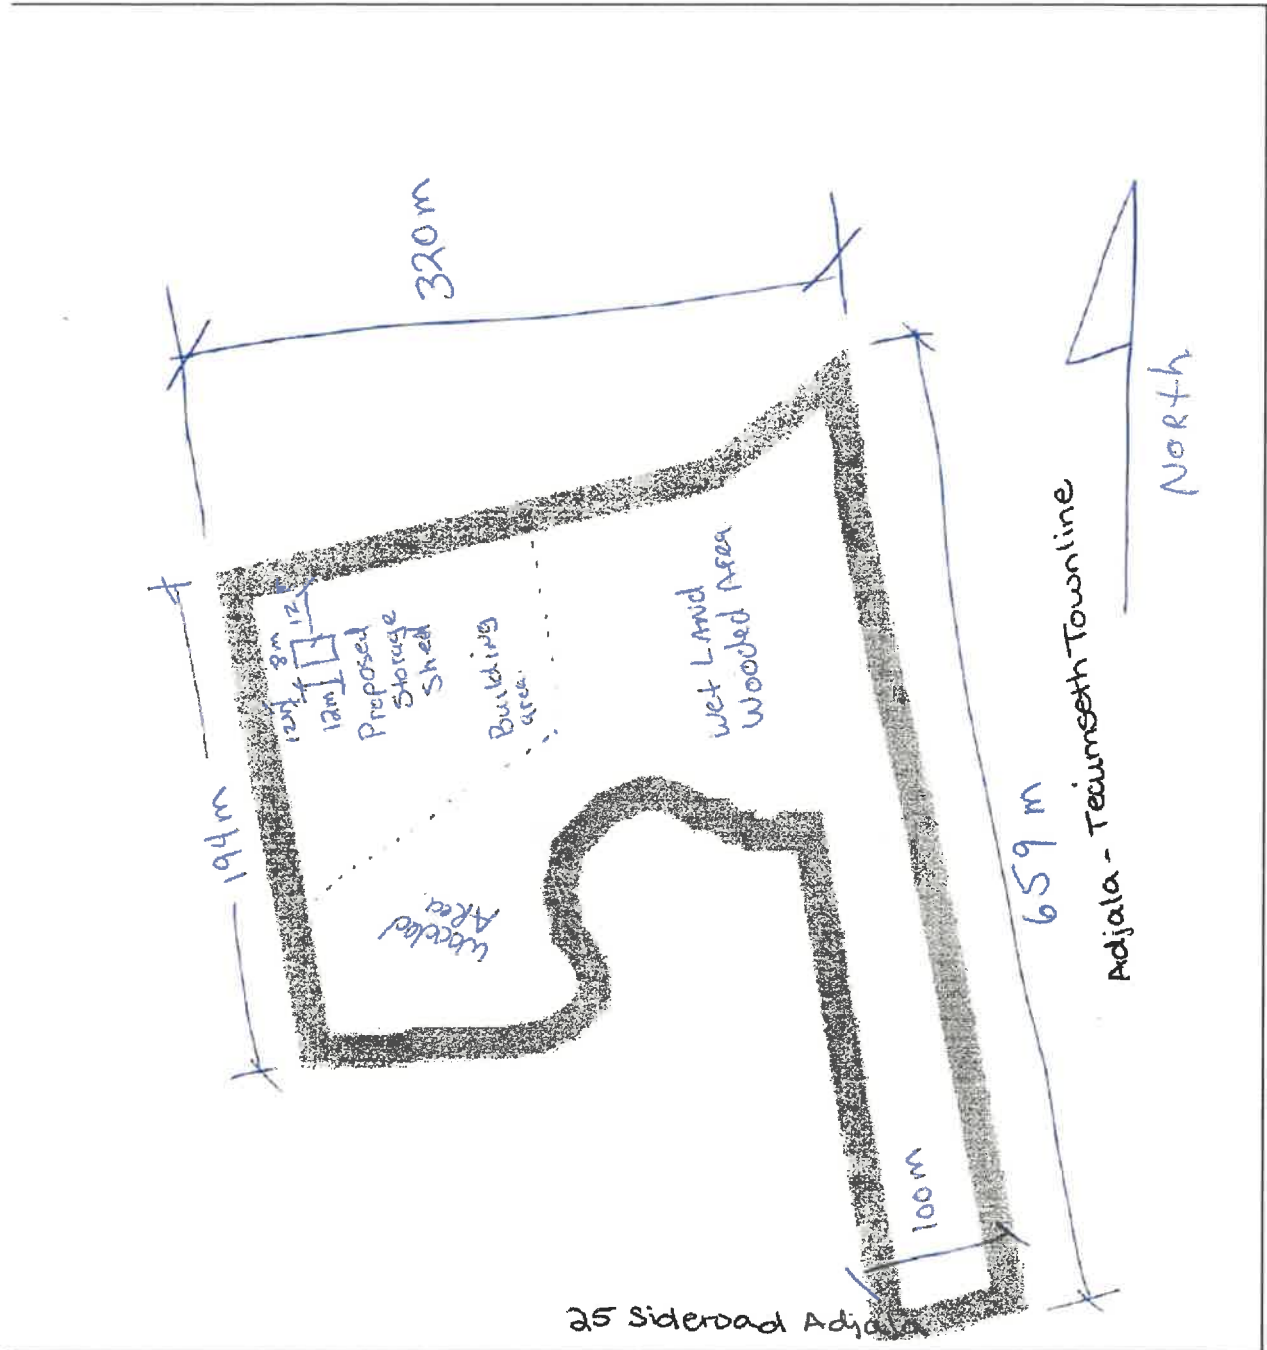 320m
194m
12m
8m
12
12m
Proposed
Storage
Shed
Building
area.
Wet Land
Wooded Area
Wooded
Area
659 m
Adjala - Tecumseth Townline
North
100m
25 Sideroad Adjala